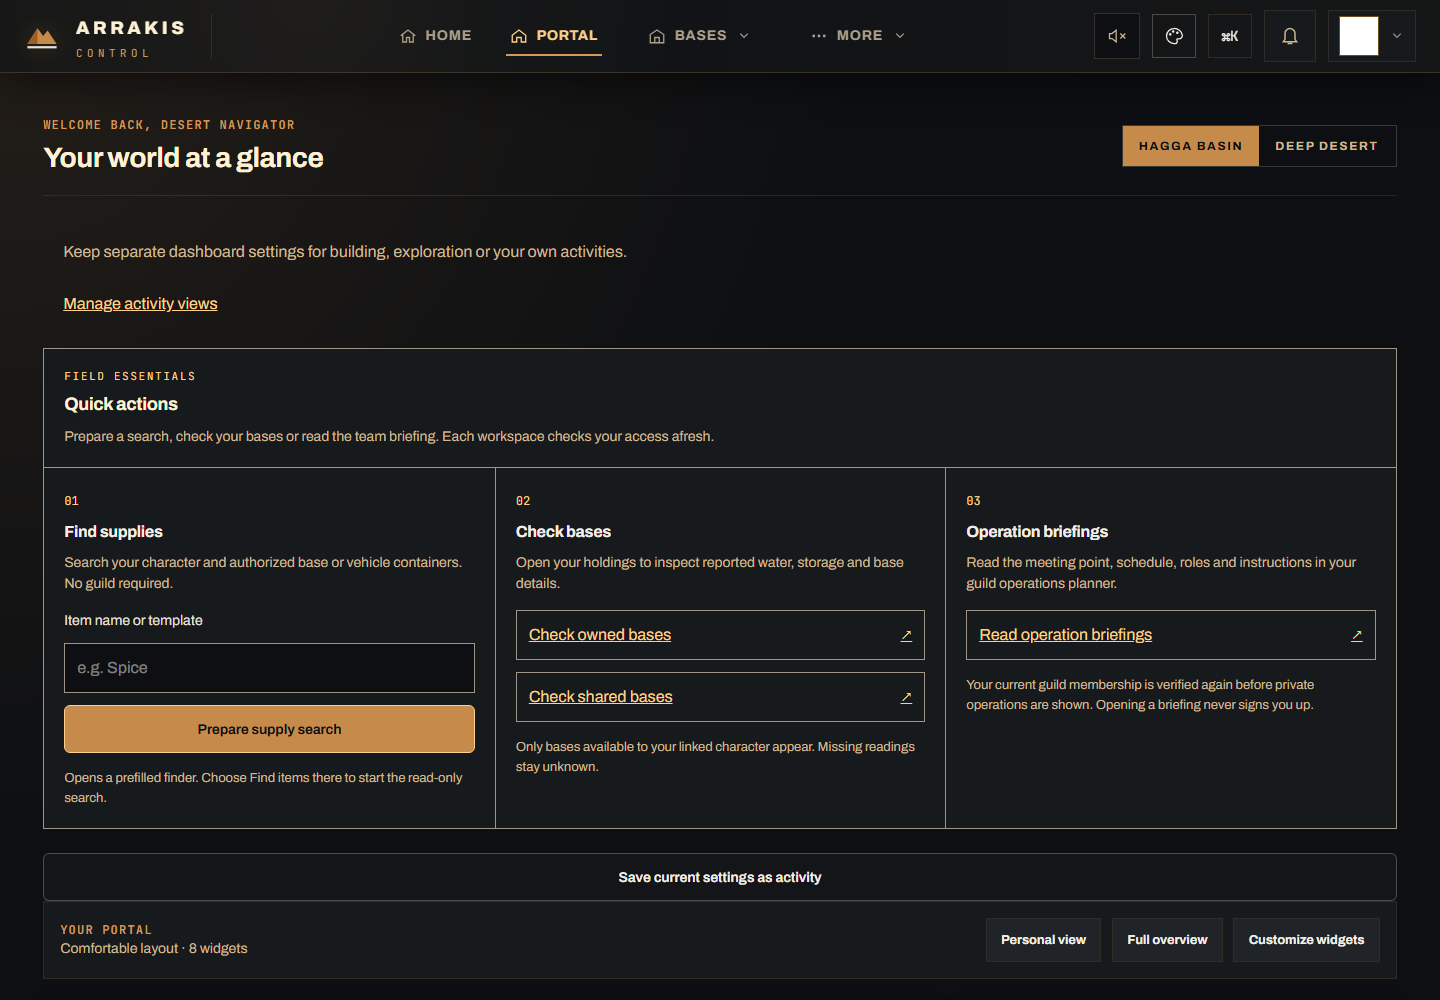 ARRAKIS
CONTROL
HOME
PORTAL
BASES
MORE
⌘K
WELCOME BACK, DESERT NAVIGATOR
Your world at a glance
HAGGA BASIN
DEEP DESERT
Keep separate dashboard settings for building, exploration or your own activities.
Manage activity views
FIELD ESSENTIALS
Quick actions
Prepare a search, check your bases or read the team briefing. Each workspace checks your access afresh.
01
Find supplies
Search your character and authorized base or vehicle containers.
No guild required.
Item name or template
e.g. Spice
Prepare supply search
Opens a prefilled finder. Choose Find items there to start the read-only
search.
02
Check bases
Open your holdings to inspect reported water, storage and base
details.
Check owned bases ↗
Check shared bases ↗
Only bases available to your linked character appear. Missing readings
stay unknown.
03
Operation briefings
Read the meeting point, schedule, roles and instructions in your
guild operations planner.
Read operation briefings ↗
Your current guild membership is verified again before private
operations are shown. Opening a briefing never signs you up.
Save current settings as activity
YOUR PORTAL
Comfortable layout · 8 widgets
Personal view
Full overview
Customize widgets